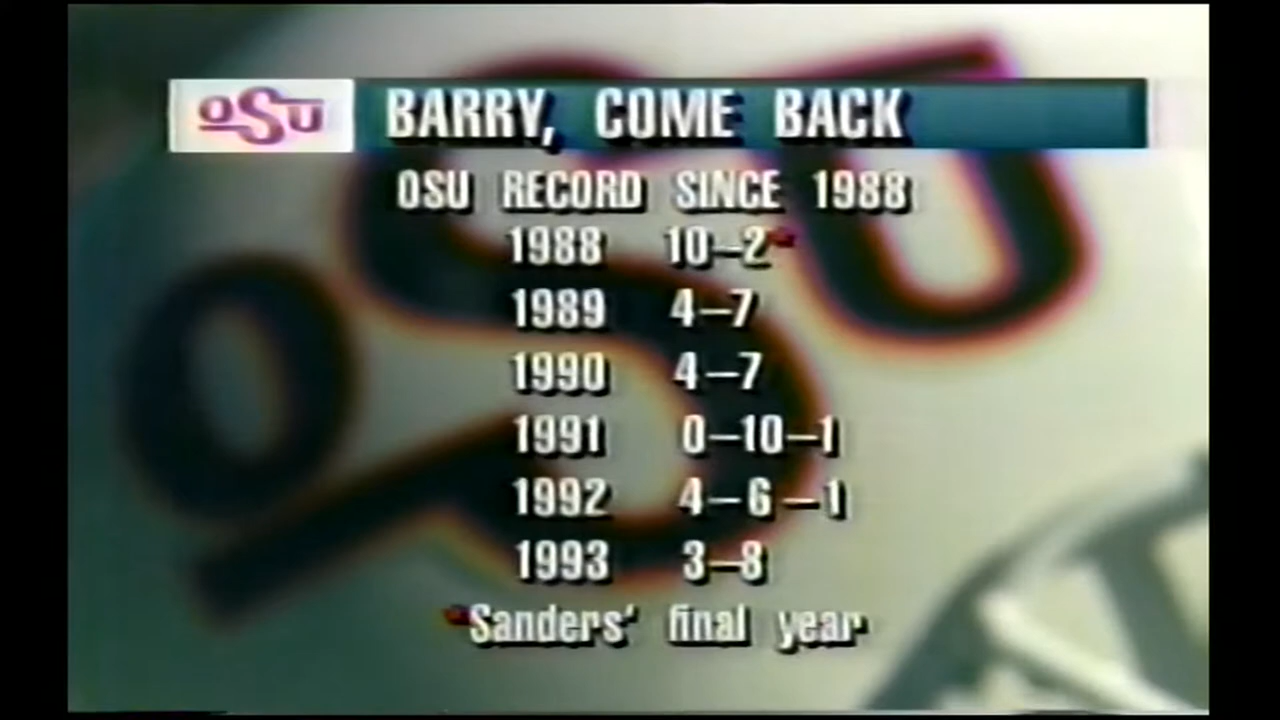 OSU BARRY, COME BACK
OSU RECORD SINCE 1988
1988 10-2*
1989 4-7
1990 4-7
1991 0-10-1
1992 4-6-1
1993 3-8
*Sanders' final year
OSU